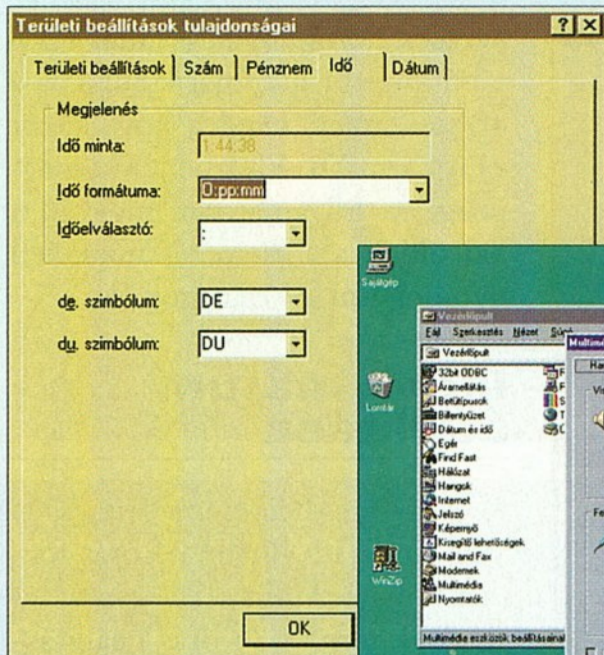 Területi beállítások tulajdonságai
Területi beállítások Szám Pénznem Idő Dátum
Megjelenés
Idő minta: 1:44:38
Idő formátuma: Ó:pp:mm
Időelválasztó: :
de. szimbólum: DE
du. szimbólum: DU
OK
Sajátgép
Lomtár
WinZip
Vezérlőpult
Fájl Szerkesztés Nézet Súgó
Vezérlőpult
32bit ODBC
Áramellátás
Betűtípusok
Billentyűzet
Dátum és idő
Egér
Find Fast
Hálózat
Hangok
Internet
Jelszó
Képernyő
Kisegítő lehetőségek
Mail and Fax
Modemek
Multimédia
Nyomtatók
Multimédia eszközök